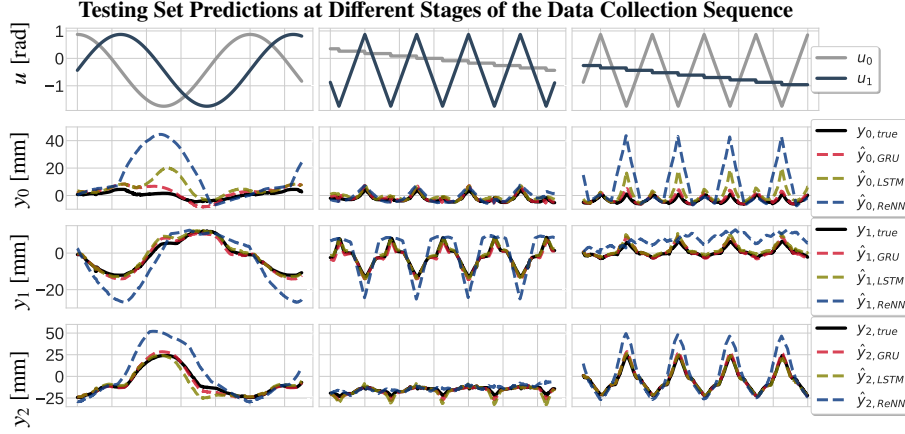 Testing Set Predictions at Different Stages of the Data Collection Sequence
u [rad]
1
0
−1
u₀
u₁
y₀ [mm]
40
20
0
y₀,true
ŷ₀,GRU
ŷ₀,LSTM
ŷ₀,ReNN
y₁ [mm]
0
−20
y₁,true
ŷ₁,GRU
ŷ₁,LSTM
ŷ₁,ReNN
y₂ [mm]
50
25
0
−25
y₂,true
ŷ₂,GRU
ŷ₂,LSTM
ŷ₂,ReNN